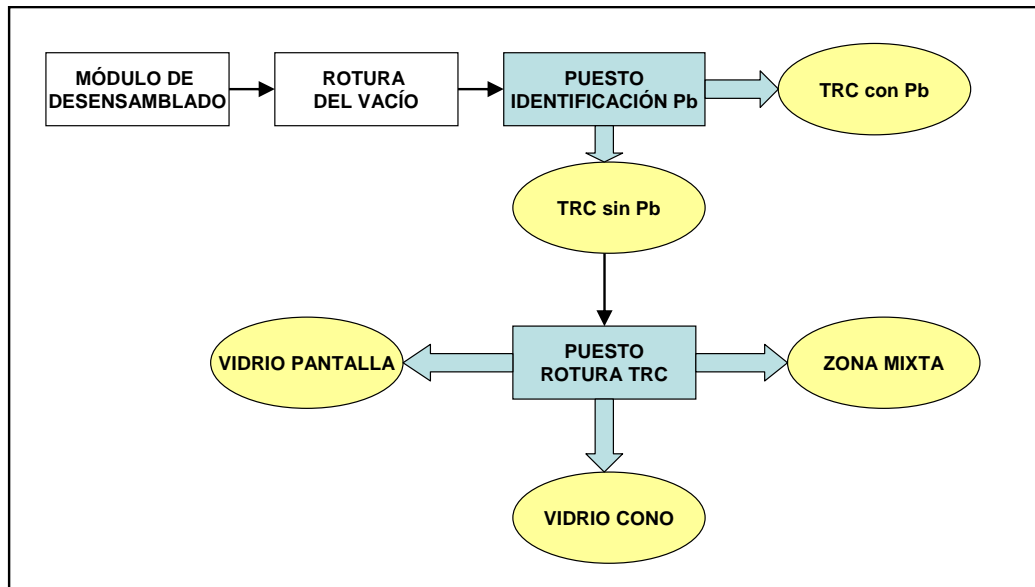 MÓDULO DE
DESENSAMBLADO
ROTURA
DEL VACÍO
PUESTO
IDENTIFICACIÓN Pb
TRC con Pb
TRC sin Pb
VIDRIO PANTALLA
PUESTO
ROTURA TRC
ZONA MIXTA
VIDRIO CONO